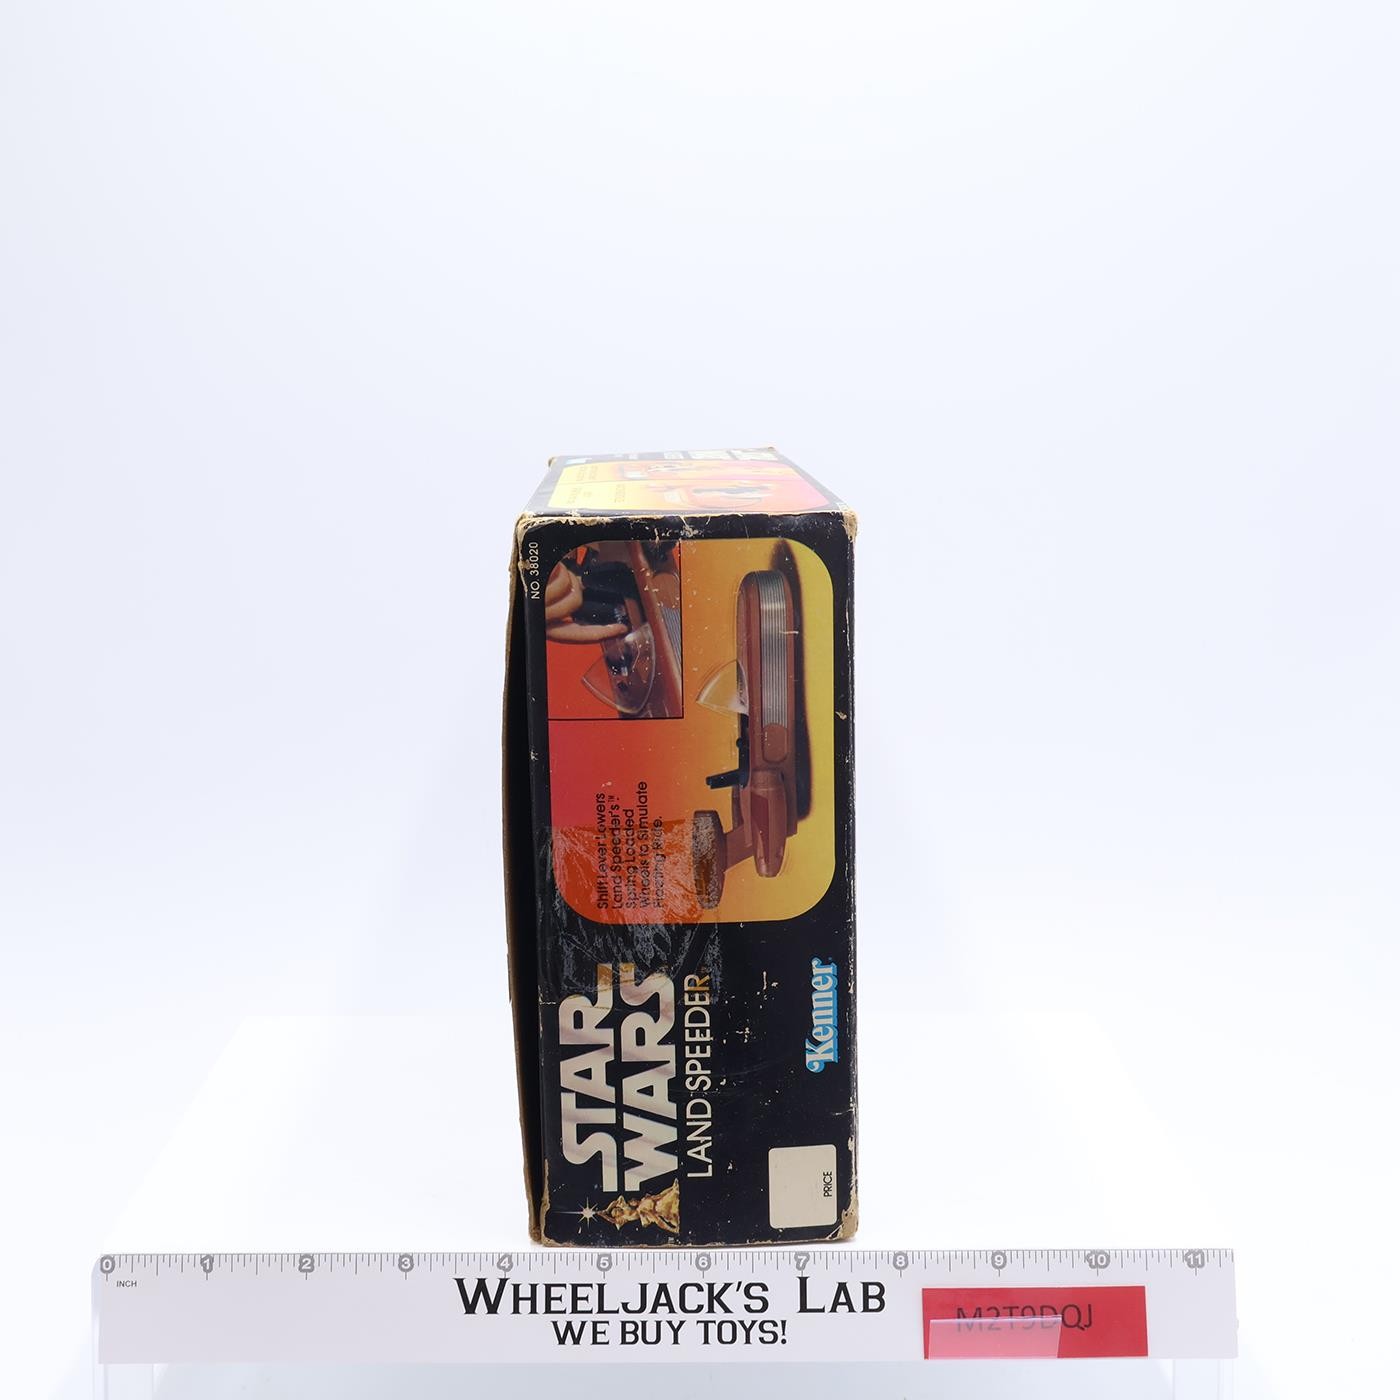 NO. 38020
Shift Lever Lowers
Land Speeder's™
Spring Loaded
Wheels to Simulate
Floating Ride.
STAR
WARS
LAND SPEEDER™
Kenner
PRICE
0 1 2 3 4 5 6 7 8 9 10 11
INCH
WHEELJACK'S LAB
WE BUY TOYS!
M2T9DQJ